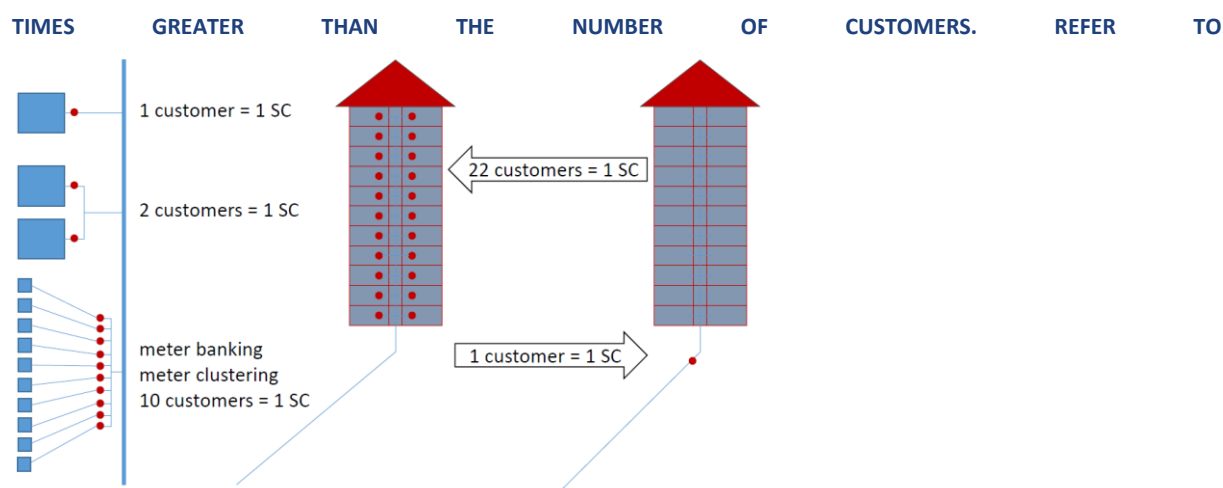 TIMES GREATER THAN THE NUMBER OF CUSTOMERS. REFER TO
1 customer = 1 SC
22 customers = 1 SC
2 customers = 1 SC
meter banking
meter clustering
10 customers = 1 SC
1 customer = 1 SC